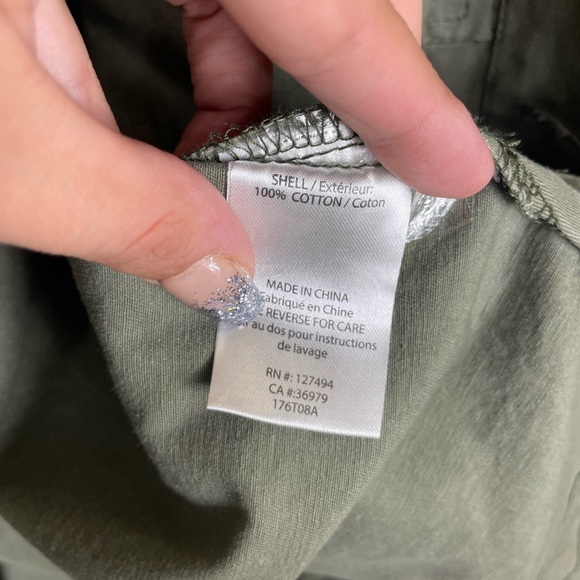 SHELL / Extérieur:
100% COTTON / Coton
MADE IN CHINA
abriqué en Chine
REVERSE FOR CARE
au dos pour instructions
de lavage
RN #: 127494
CA #:36979
176T08A